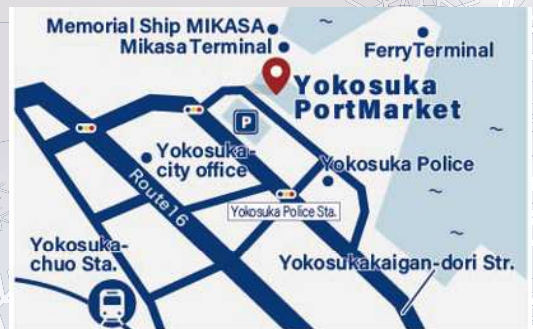 Memorial Ship MIKASA
Mikasa Terminal
FerryTerminal
Yokosuka
PortMarket
P
Yokosuka-
city office
Yokosuka Police
Route16
Yokosuka Police Sta.
Yokosuka-
chuo Sta.
Yokosukakaigan-dori Str.